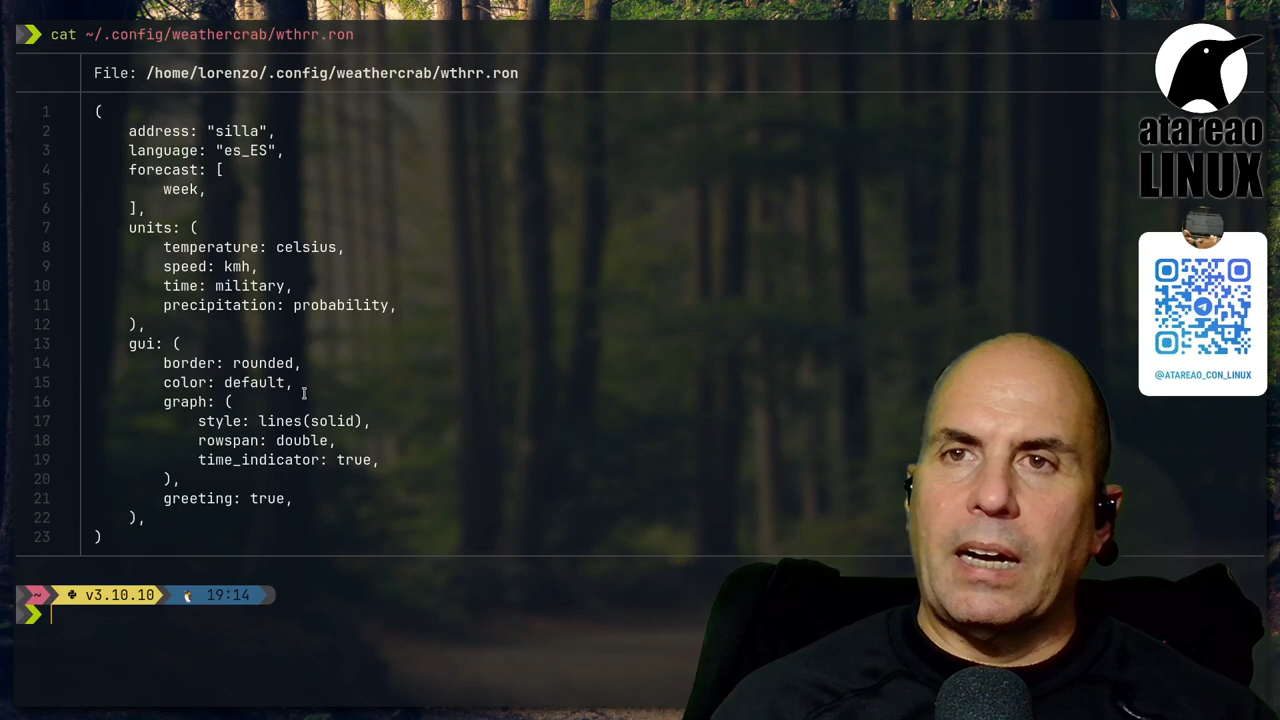 cat ~/.config/weathercrab/wthrr.ron
File: /home/lorenzo/.config/weathercrab/wthrr.ron
1 (
2 address: "silla",
3 language: "es_ES",
4 forecast: [
5 week,
6 ],
7 units: (
8 temperature: celsius,
9 speed: kmh,
10 time: military,
11 precipitation: probability,
12 ),
13 gui: (
14 border: rounded,
15 color: default,
16 graph: (
17 style: lines(solid),
18 rowspan: double,
19 time_indicator: true,
20 ),
21 greeting: true,
22 ),
23 )
~ v3.10.10 19:14
atareao
LINUX
@ATAREAO_CON_LINUX